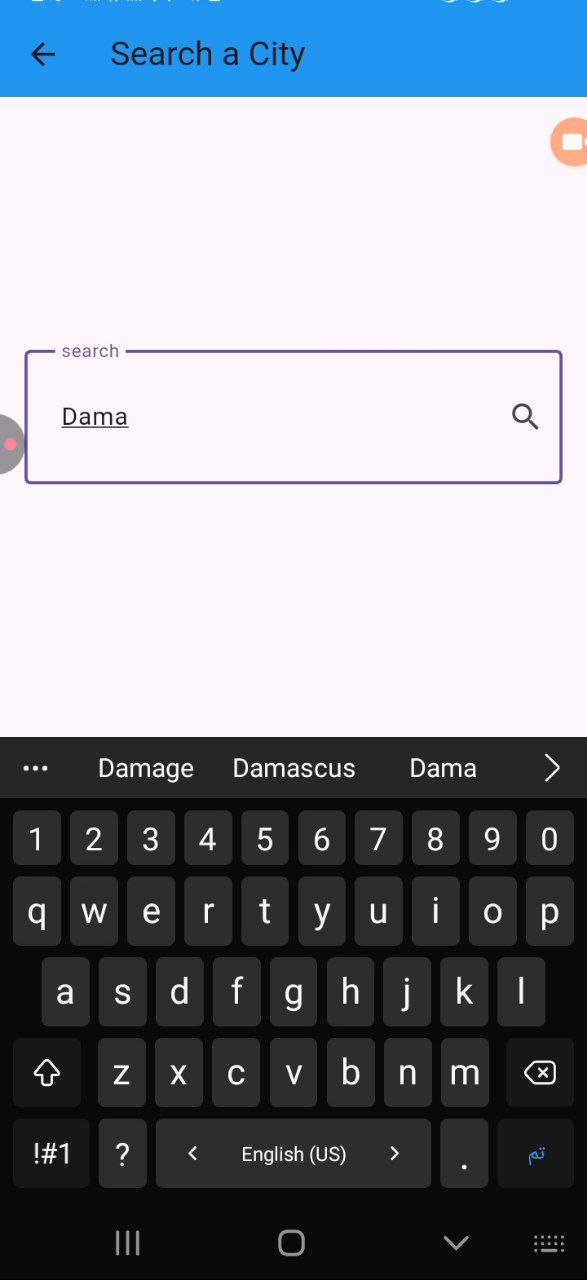 Search a City
search
Dama
Damage Damascus Dama
1 2 3 4 5 6 7 8 9 0
q w e r t y u i o p
a s d f g h j k l
z x c v b n m
!#1 ? English (US) . تم